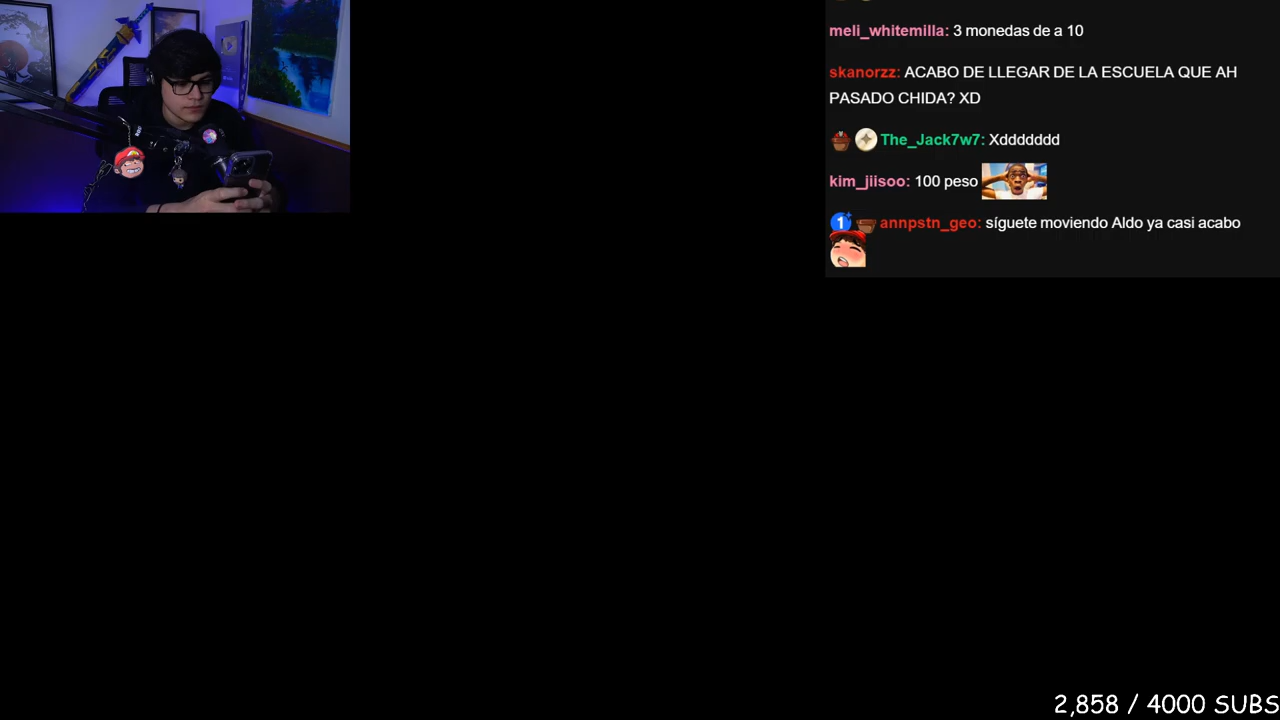 meli_whitemilla: 3 monedas de a 10
skanorzz: ACABO DE LLEGAR DE LA ESCUELA QUE AH
PASADO CHIDA? XD
The_Jack7w7: Xddddddd
kim_jiisoo: 100 peso
1 annpstn_geo: síguete moviendo Aldo ya casi acabo
2,858 / 4000 SUBS